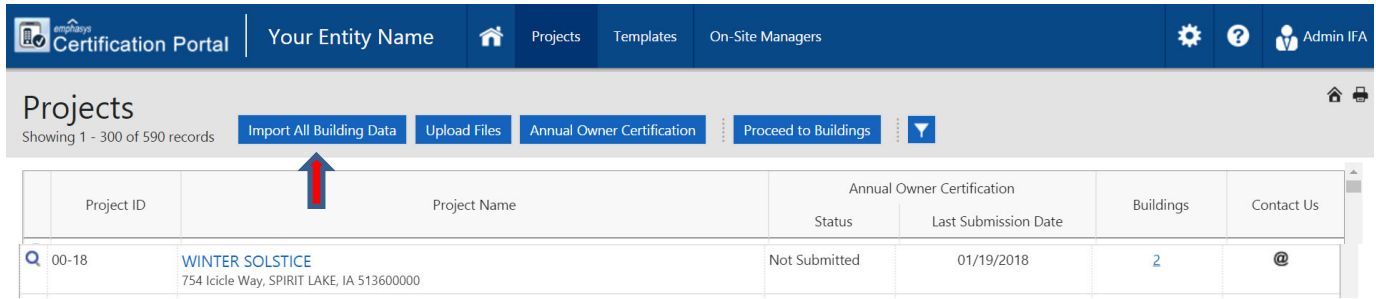 emphasys
Certification Portal Your Entity Name Projects Templates On-Site Managers ? Admin IFA
Projects
Showing 1 - 300 of 590 records Import All Building Data Upload Files Annual Owner Certification Proceed to Buildings
Project ID Project Name Annual Owner Certification Buildings Contact Us
Status Last Submission Date
00-18 WINTER SOLSTICE Not Submitted 01/19/2018 2 @
754 Icicle Way, SPIRIT LAKE, IA 513600000